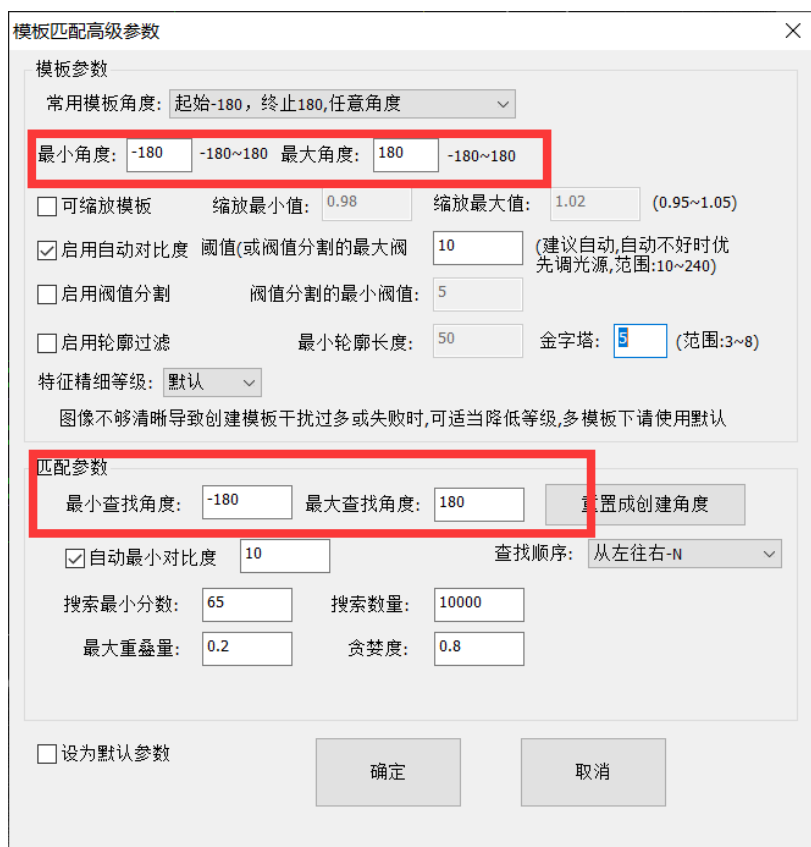 模板匹配高级参数
模板参数
常用模板角度: 起始-180，终止180,任意角度
最小角度: -180 -180~180 最大角度: 180 -180~180
可缩放模板 缩放最小值: 0.98 缩放最大值: 1.02 (0.95~1.05)
启用自动对比度 阈值(或阀值分割的最大阀 10 (建议自动,自动不好时优
先调光源,范围:10~240)
启用阀值分割 阀值分割的最小阀值: 5
启用轮廓过滤 最小轮廓长度: 50 金字塔: 5 (范围:3~8)
特征精细等级: 默认
图像不够清晰导致创建模板干扰过多或失败时,可适当降低等级,多模板下请使用默认
匹配参数
最小查找角度: -180 最大查找角度: 180 重置成创建角度
自动最小对比度 10 查找顺序: 从左往右-N
搜索最小分数: 65 搜索数量: 10000
最大重叠量: 0.2 贪婪度: 0.8
设为默认参数
确定 取消